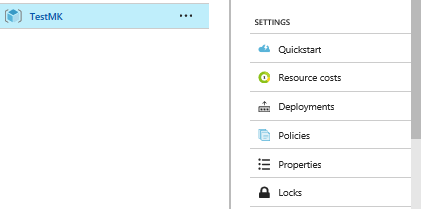 TestMK
SETTINGS
Quickstart
Resource costs
Deployments
Policies
Properties
Locks